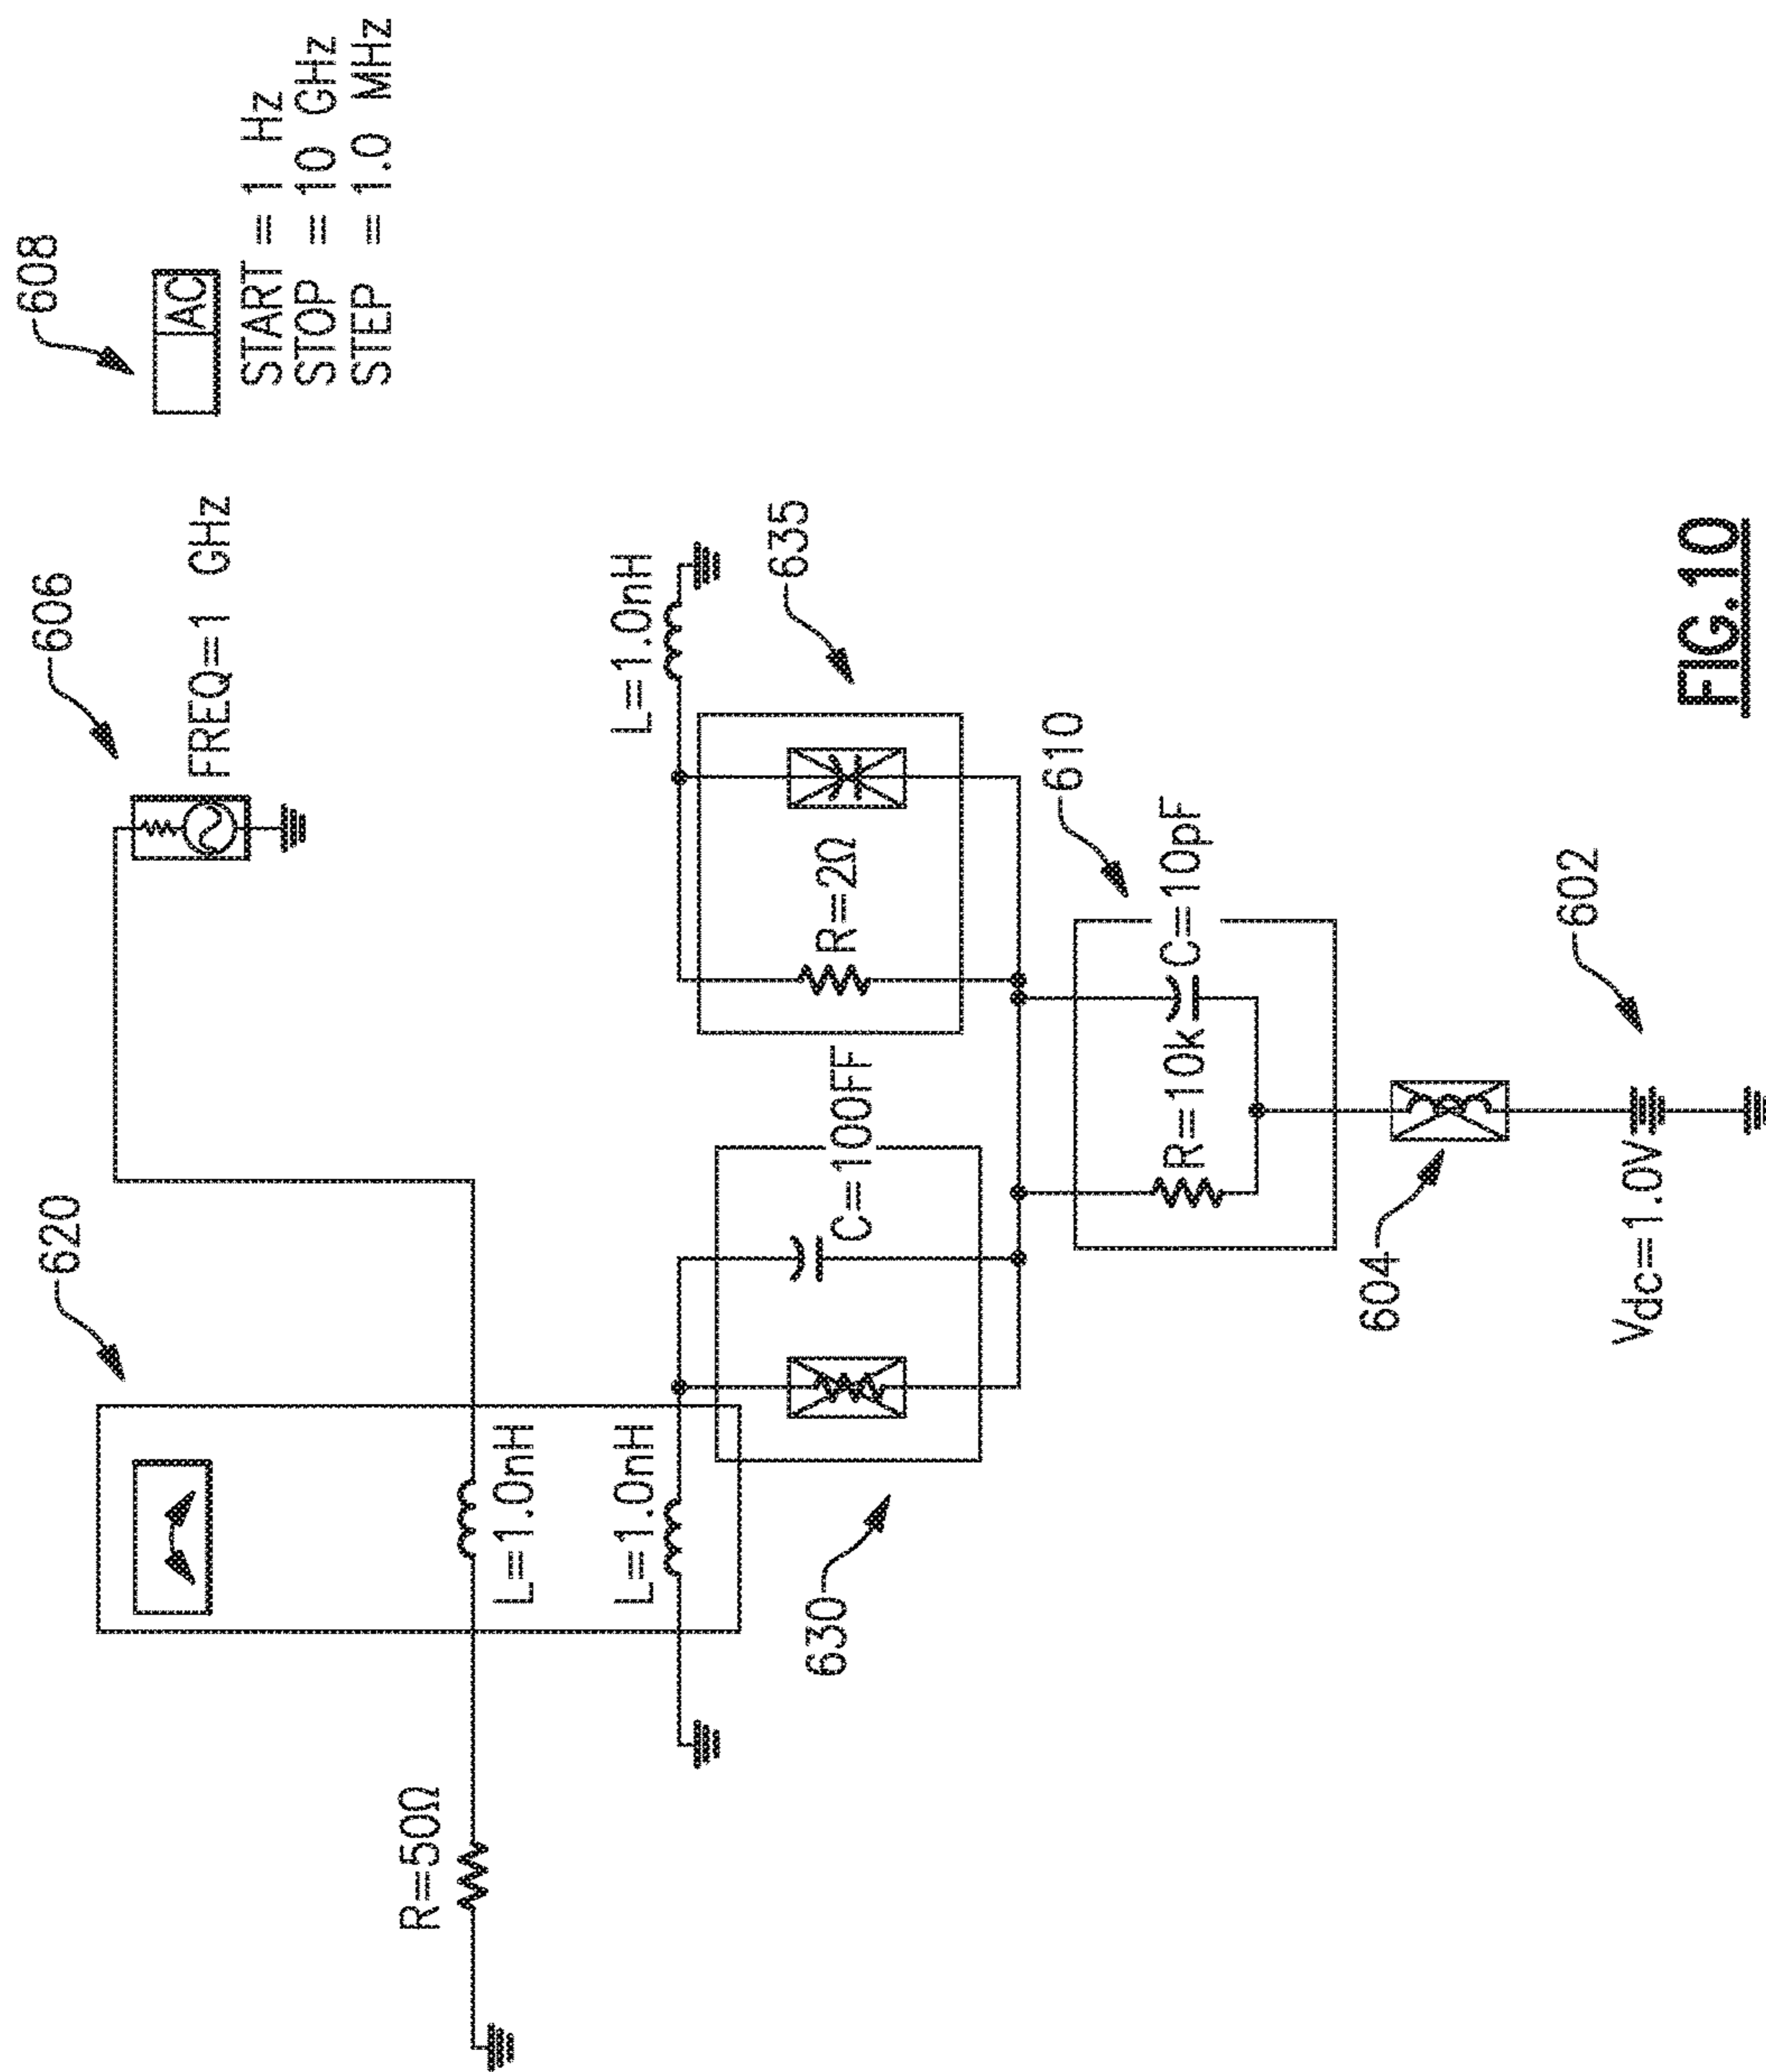 608
AC
START = 1 Hz
STOP = 10 GHz
STEP = 1.0 MHz
606
FREQ=1 GHz
620
R=50Ω
L=1.0nH
L=1.0nH
L=1.0nH
635
R=2Ω
C=100FF
630
610
R=10k
C=10pF
604
602
Vdc=1.0V
FIG.10